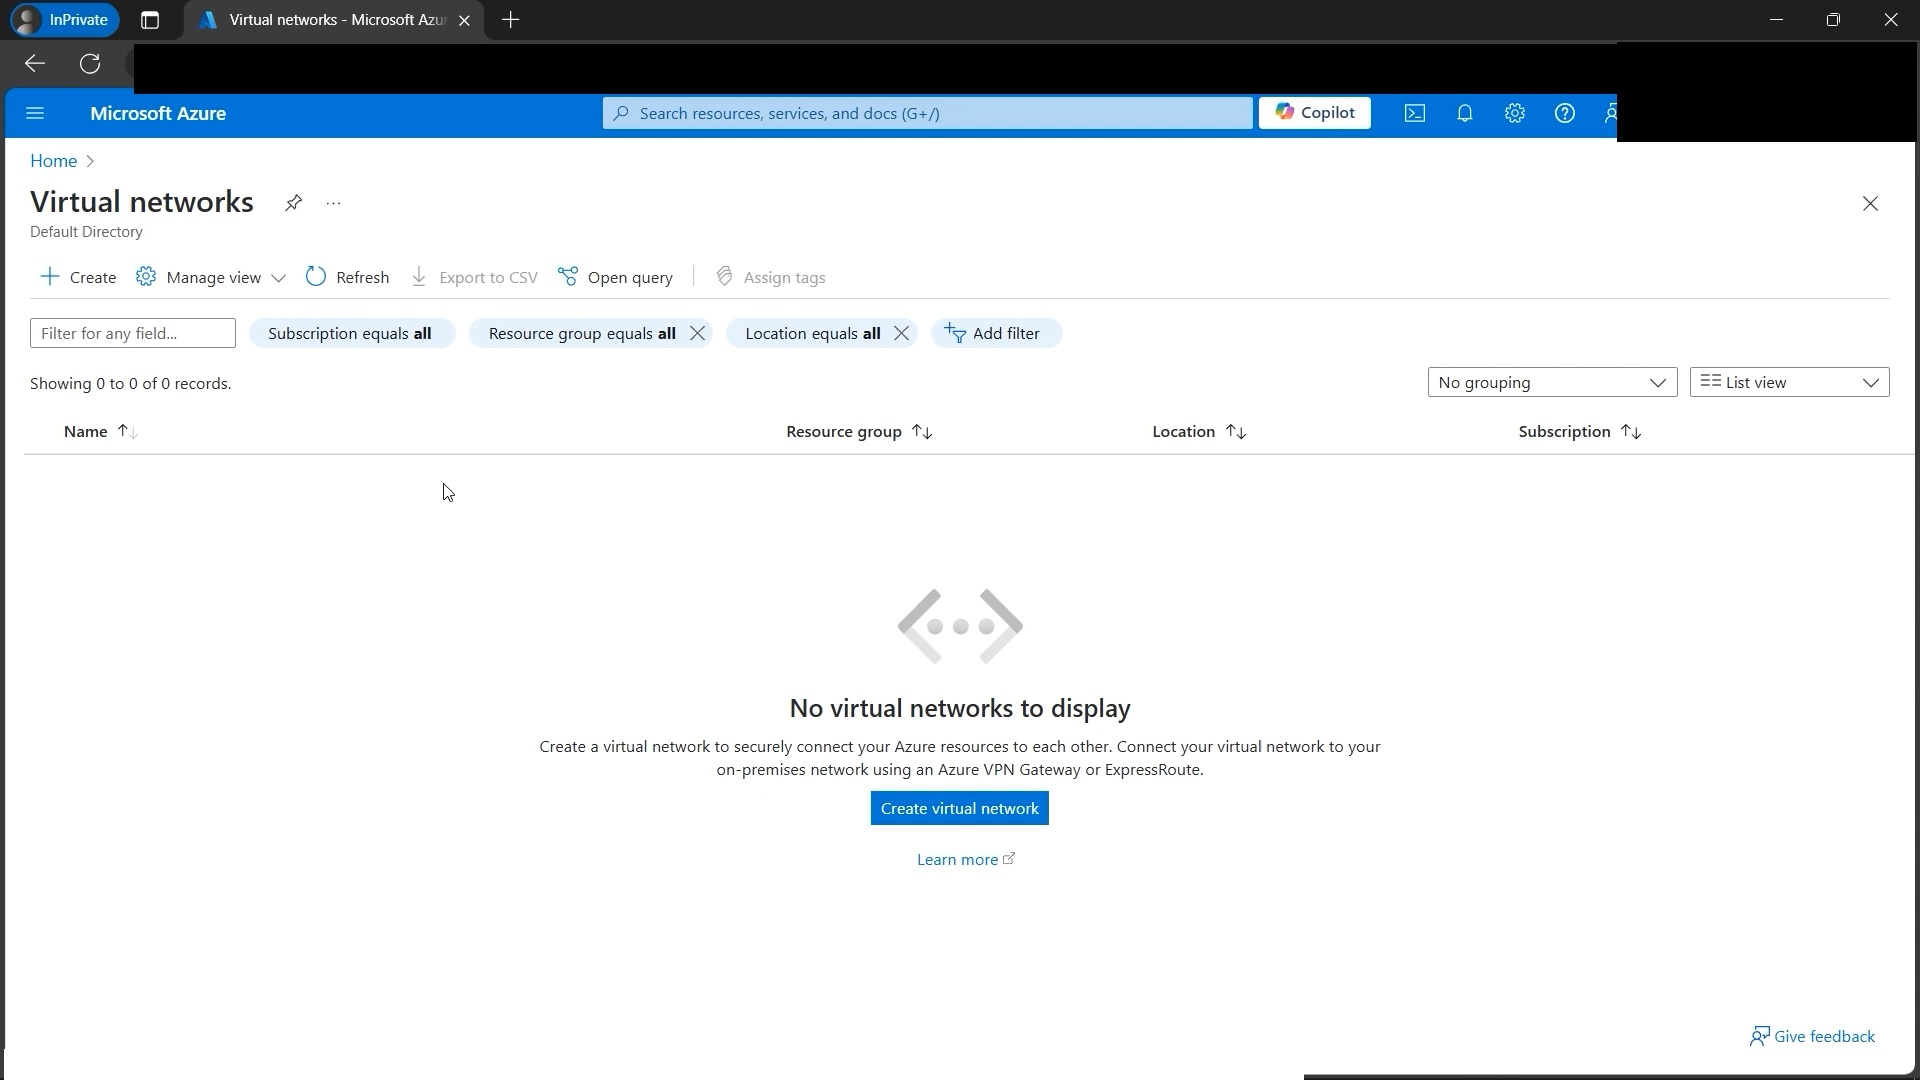 InPrivate
Virtual networks - Microsoft Azu
Microsoft Azure
Search resources, services, and docs (G+/)
Copilot
Home
Virtual networks
Default Directory
Create
Manage view
Refresh
Export to CSV
Open query
Assign tags
Filter for any field...
Subscription equals all
Resource group equals all
Location equals all
Add filter
Showing 0 to 0 of 0 records.
No grouping
List view
Name
Resource group
Location
Subscription
No virtual networks to display
Create a virtual network to securely connect your Azure resources to each other. Connect your virtual network to your
on-premises network using an Azure VPN Gateway or ExpressRoute.
Create virtual network
Learn more
Give feedback